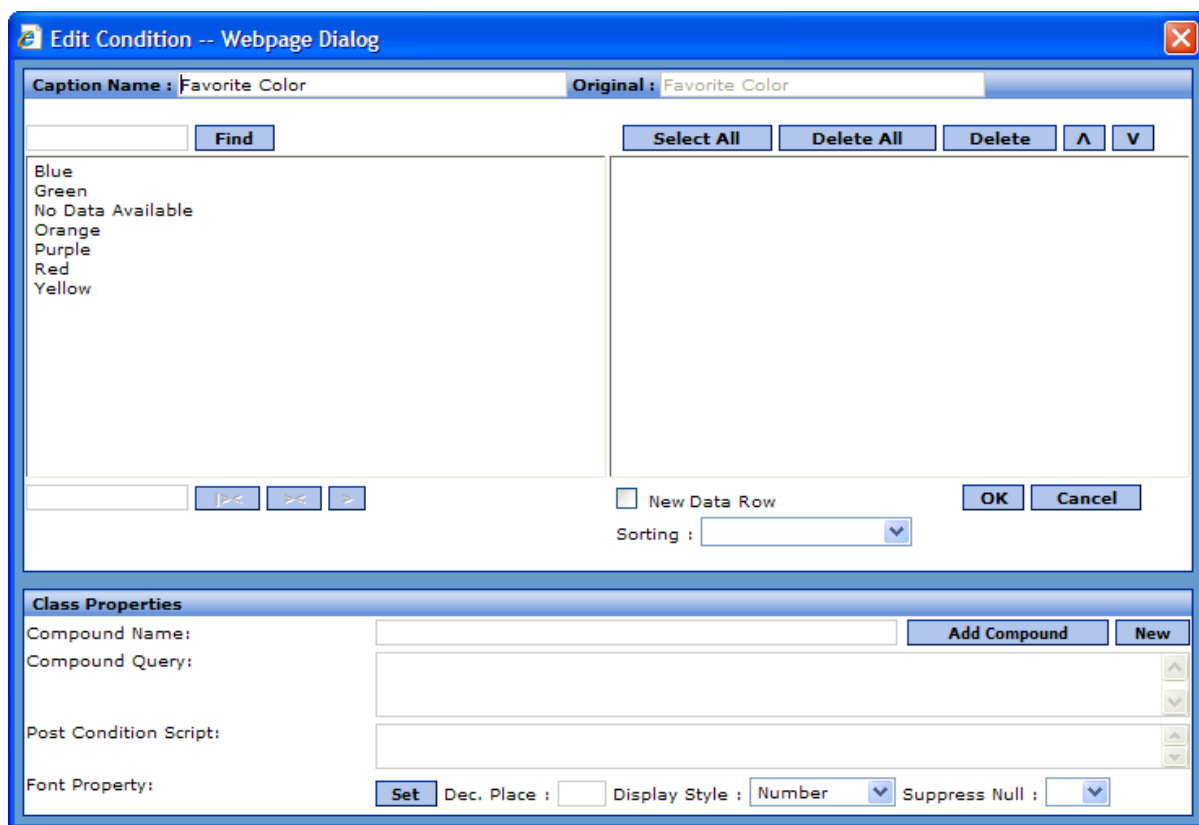 Edit Condition -- Webpage Dialog
Caption Name : Favorite Color Original : Favorite Color
Find Select All Delete All Delete Λ V
Blue
Green
No Data Available
Orange
Purple
Red
Yellow
|>< >< > New Data Row OK Cancel
Sorting :
Class Properties
Compound Name: Add Compound New
Compound Query:
Post Condition Script:
Font Property: Set Dec. Place : Display Style : Number Suppress Null :